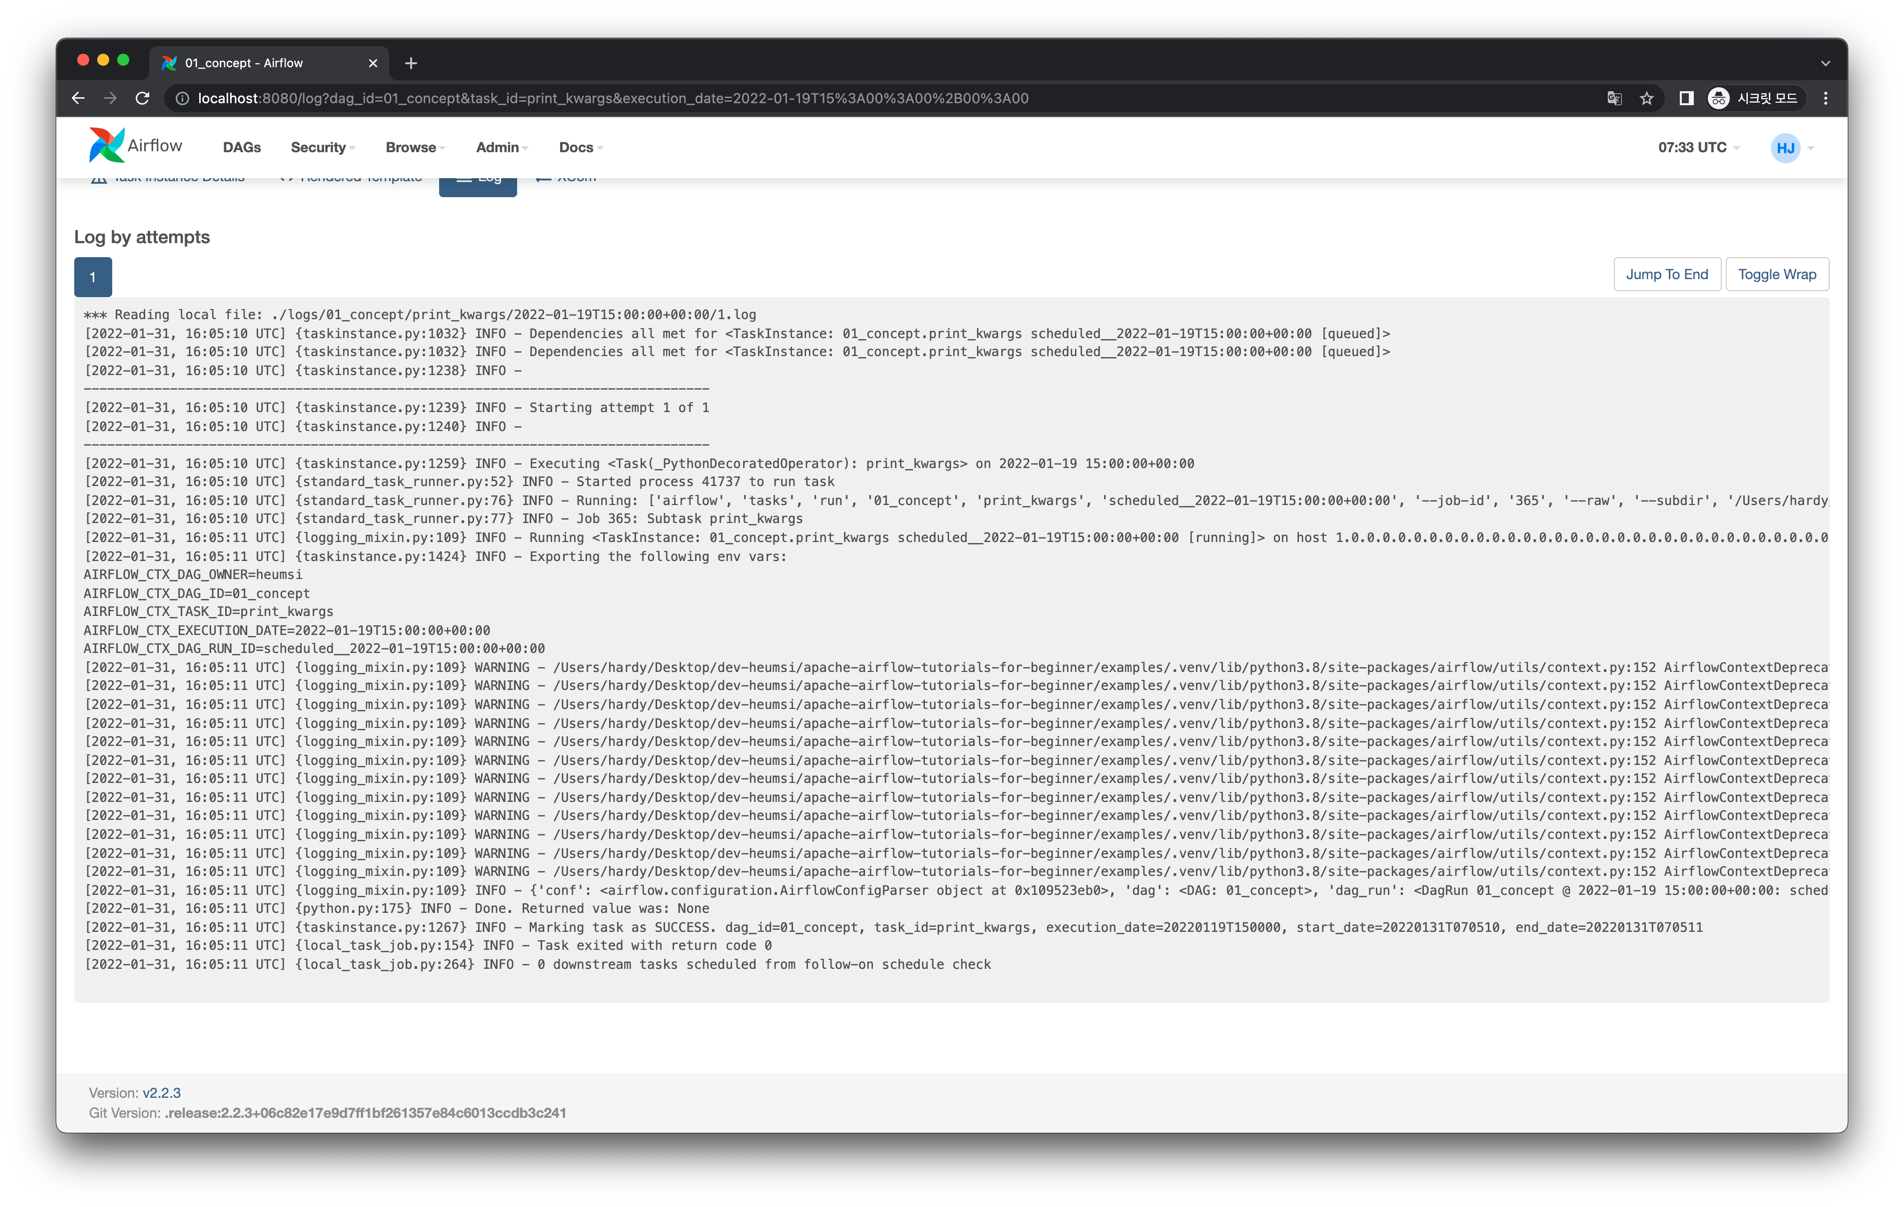 01_concept - Airflow
localhost:8080/log?dag_id=01_concept&task_id=print_kwargs&execution_date=2022-01-19T15%3A00%3A00%2B00%3A00
시크릿 모드
Airflow DAGs Security Browse Admin Docs 07:33 UTC HJ
Task Instance Details Rendered Template Log XCom
Log by attempts
1 Jump To End Toggle Wrap
*** Reading local file: ./logs/01_concept/print_kwargs/2022-01-19T15:00:00+00:00/1.log
[2022-01-31, 16:05:10 UTC] {taskinstance.py:1032} INFO - Dependencies all met for <TaskInstance: 01_concept.print_kwargs scheduled__2022-01-19T15:00:00+00:00 [queued]>
[2022-01-31, 16:05:10 UTC] {taskinstance.py:1032} INFO - Dependencies all met for <TaskInstance: 01_concept.print_kwargs scheduled__2022-01-19T15:00:00+00:00 [queued]>
[2022-01-31, 16:05:10 UTC] {taskinstance.py:1238} INFO -
--------------------------------------------------------------------------------
[2022-01-31, 16:05:10 UTC] {taskinstance.py:1239} INFO - Starting attempt 1 of 1
[2022-01-31, 16:05:10 UTC] {taskinstance.py:1240} INFO -
--------------------------------------------------------------------------------
[2022-01-31, 16:05:10 UTC] {taskinstance.py:1259} INFO - Executing <Task(_PythonDecoratedOperator): print_kwargs> on 2022-01-19 15:00:00+00:00
[2022-01-31, 16:05:10 UTC] {standard_task_runner.py:52} INFO - Started process 41737 to run task
[2022-01-31, 16:05:10 UTC] {standard_task_runner.py:76} INFO - Running: ['airflow', 'tasks', 'run', '01_concept', 'print_kwargs', 'scheduled__2022-01-19T15:00:00+00:00', '--job-id', '365', '--raw', '--subdir', '/Users/hardy/
[2022-01-31, 16:05:10 UTC] {standard_task_runner.py:77} INFO - Job 365: Subtask print_kwargs
[2022-01-31, 16:05:10 UTC] {logging_mixin.py:109} INFO - Running <TaskInstance: 01_concept.print_kwargs scheduled__2022-01-19T15:00:00+00:00 [running]> on host 1.0.0.0.0.0.0.0.0.0.0.0.0.0.0.0.0.0.0.0.0.0.0.0.0.0.0.0.0.0.0
[2022-01-31, 16:05:10 UTC] {taskinstance.py:1424} INFO - Exporting the following env vars:
AIRFLOW_CTX_DAG_OWNER=heumsi
AIRFLOW_CTX_DAG_ID=01_concept
AIRFLOW_CTX_TASK_ID=print_kwargs
AIRFLOW_CTX_EXECUTION_DATE=2022-01-19T15:00:00+00:00
AIRFLOW_CTX_DAG_RUN_ID=scheduled__2022-01-19T15:00:00+00:00
[2022-01-31, 16:05:11 UTC] {logging_mixin.py:109} WARNING - /Users/hardy/Desktop/dev-heumsi/apache-airflow-tutorials-for-beginner/examples/.venv/lib/python3.8/site-packages/airflow/utils/context.py:152 AirflowContextDeprecat
[2022-01-31, 16:05:11 UTC] {logging_mixin.py:109} WARNING - /Users/hardy/Desktop/dev-heumsi/apache-airflow-tutorials-for-beginner/examples/.venv/lib/python3.8/site-packages/airflow/utils/context.py:152 AirflowContextDeprecat
[2022-01-31, 16:05:11 UTC] {logging_mixin.py:109} WARNING - /Users/hardy/Desktop/dev-heumsi/apache-airflow-tutorials-for-beginner/examples/.venv/lib/python3.8/site-packages/airflow/utils/context.py:152 AirflowContextDeprecat
[2022-01-31, 16:05:11 UTC] {logging_mixin.py:109} WARNING - /Users/hardy/Desktop/dev-heumsi/apache-airflow-tutorials-for-beginner/examples/.venv/lib/python3.8/site-packages/airflow/utils/context.py:152 AirflowContextDeprecat
[2022-01-31, 16:05:11 UTC] {logging_mixin.py:109} WARNING - /Users/hardy/Desktop/dev-heumsi/apache-airflow-tutorials-for-beginner/examples/.venv/lib/python3.8/site-packages/airflow/utils/context.py:152 AirflowContextDeprecat
[2022-01-31, 16:05:11 UTC] {logging_mixin.py:109} WARNING - /Users/hardy/Desktop/dev-heumsi/apache-airflow-tutorials-for-beginner/examples/.venv/lib/python3.8/site-packages/airflow/utils/context.py:152 AirflowContextDeprecat
[2022-01-31, 16:05:11 UTC] {logging_mixin.py:109} WARNING - /Users/hardy/Desktop/dev-heumsi/apache-airflow-tutorials-for-beginner/examples/.venv/lib/python3.8/site-packages/airflow/utils/context.py:152 AirflowContextDeprecat
[2022-01-31, 16:05:11 UTC] {logging_mixin.py:109} WARNING - /Users/hardy/Desktop/dev-heumsi/apache-airflow-tutorials-for-beginner/examples/.venv/lib/python3.8/site-packages/airflow/utils/context.py:152 AirflowContextDeprecat
[2022-01-31, 16:05:11 UTC] {logging_mixin.py:109} WARNING - /Users/hardy/Desktop/dev-heumsi/apache-airflow-tutorials-for-beginner/examples/.venv/lib/python3.8/site-packages/airflow/utils/context.py:152 AirflowContextDeprecat
[2022-01-31, 16:05:11 UTC] {logging_mixin.py:109} WARNING - /Users/hardy/Desktop/dev-heumsi/apache-airflow-tutorials-for-beginner/examples/.venv/lib/python3.8/site-packages/airflow/utils/context.py:152 AirflowContextDeprecat
[2022-01-31, 16:05:11 UTC] {logging_mixin.py:109} WARNING - /Users/hardy/Desktop/dev-heumsi/apache-airflow-tutorials-for-beginner/examples/.venv/lib/python3.8/site-packages/airflow/utils/context.py:152 AirflowContextDeprecat
[2022-01-31, 16:05:11 UTC] {logging_mixin.py:109} WARNING - /Users/hardy/Desktop/dev-heumsi/apache-airflow-tutorials-for-beginner/examples/.venv/lib/python3.8/site-packages/airflow/utils/context.py:152 AirflowContextDeprecat
[2022-01-31, 16:05:11 UTC] {logging_mixin.py:109} INFO - {'conf': <airflow.configuration.AirflowConfigParser object at 0x109523eb0>, 'dag': <DAG: 01_concept>, 'dag_run': <DagRun 01_concept @ 2022-01-19 15:00:00+00:00: sched
[2022-01-31, 16:05:11 UTC] {python.py:175} INFO - Done. Returned value was: None
[2022-01-31, 16:05:11 UTC] {taskinstance.py:1267} INFO - Marking task as SUCCESS. dag_id=01_concept, task_id=print_kwargs, execution_date=20220119T150000, start_date=20220131T070510, end_date=20220131T070511
[2022-01-31, 16:05:11 UTC] {local_task_job.py:154} INFO - Task exited with return code 0
[2022-01-31, 16:05:11 UTC] {local_task_job.py:264} INFO - 0 downstream tasks scheduled from follow-on schedule check
Version: v2.2.3
Git Version: .release:2.2.3+06c82e17e9d7ff1bf261357e84c6013ccdb3c241